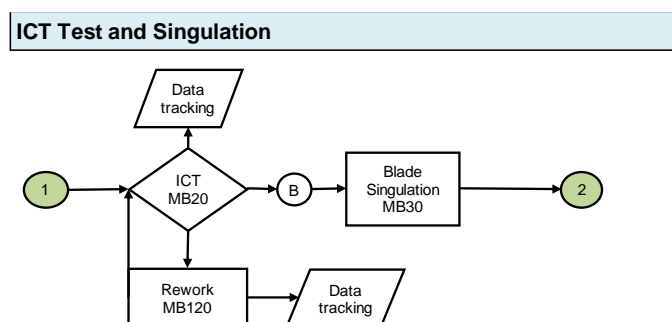 ICT Test and Singulation
Data
tracking
1
ICT
MB20
B
Blade
Singulation
MB30
2
Rework
MB120
Data
tracking